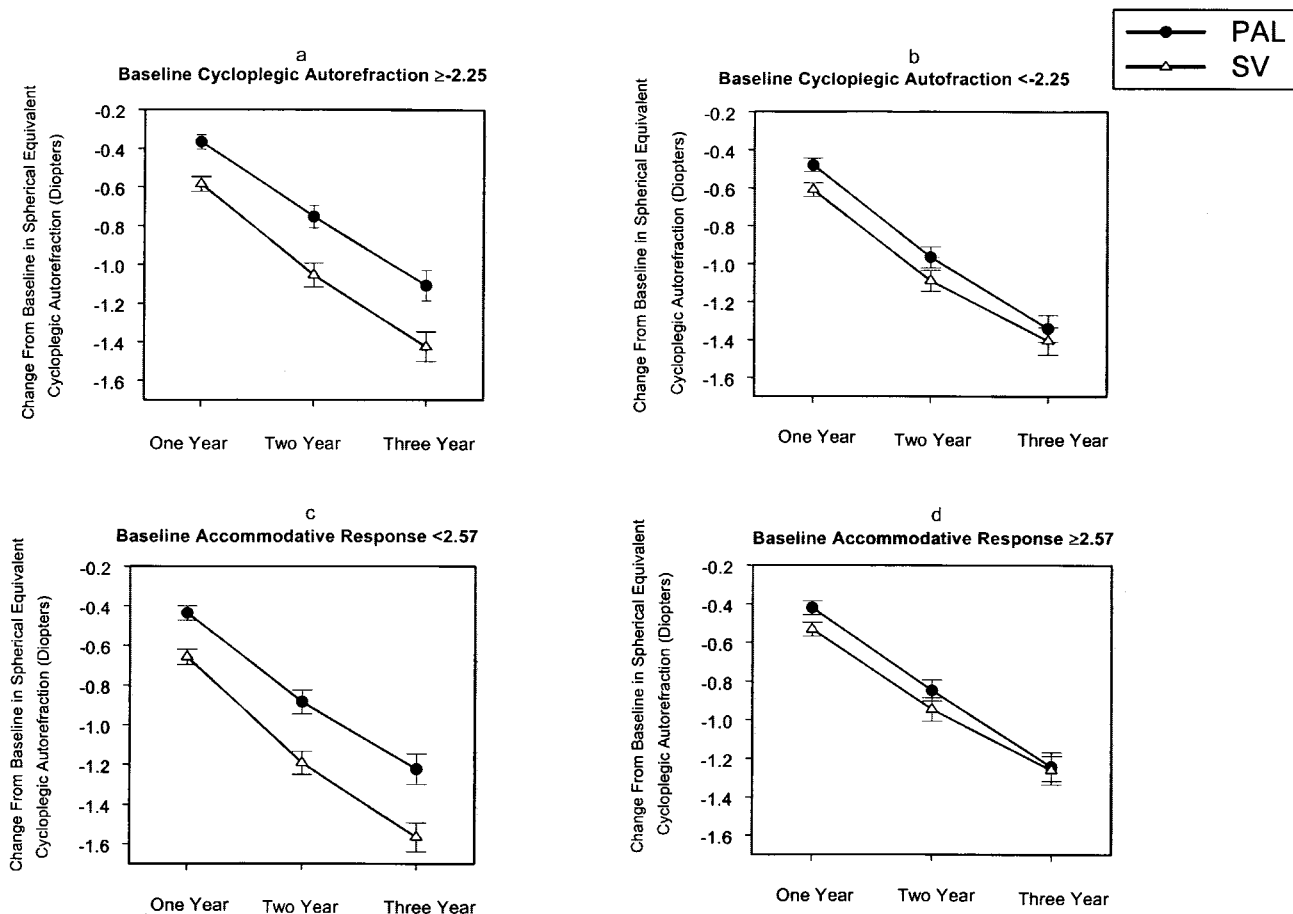 PAL
SV
a
Baseline Cycloplegic Autorefraction ≥-2.25
Change From Baseline in Spherical Equivalent
Cycloplegic Autorefraction (Diopters)
-0.2
-0.4
-0.6
-0.8
-1.0
-1.2
-1.4
-1.6
One Year Two Year Three Year
b
Baseline Cycloplegic Autofraction <-2.25
Change From Baseline in Spherical Equivalent
Cycloplegic Autorefraction (Diopters)
-0.2
-0.4
-0.6
-0.8
-1.0
-1.2
-1.4
-1.6
One Year Two Year Three Year
c
Baseline Accommodative Response <2.57
Change From Baseline in Spherical Equivalent
Cycloplegic Autorefraction (Diopters)
-0.2
-0.4
-0.6
-0.8
-1.0
-1.2
-1.4
-1.6
One Year Two Year Three Year
d
Baseline Accommodative Response ≥2.57
Change From Baseline in Spherical Equivalent
Cycloplegic Autorefraction (Diopters)
-0.2
-0.4
-0.6
-0.8
-1.0
-1.2
-1.4
-1.6
One Year Two Year Three Year